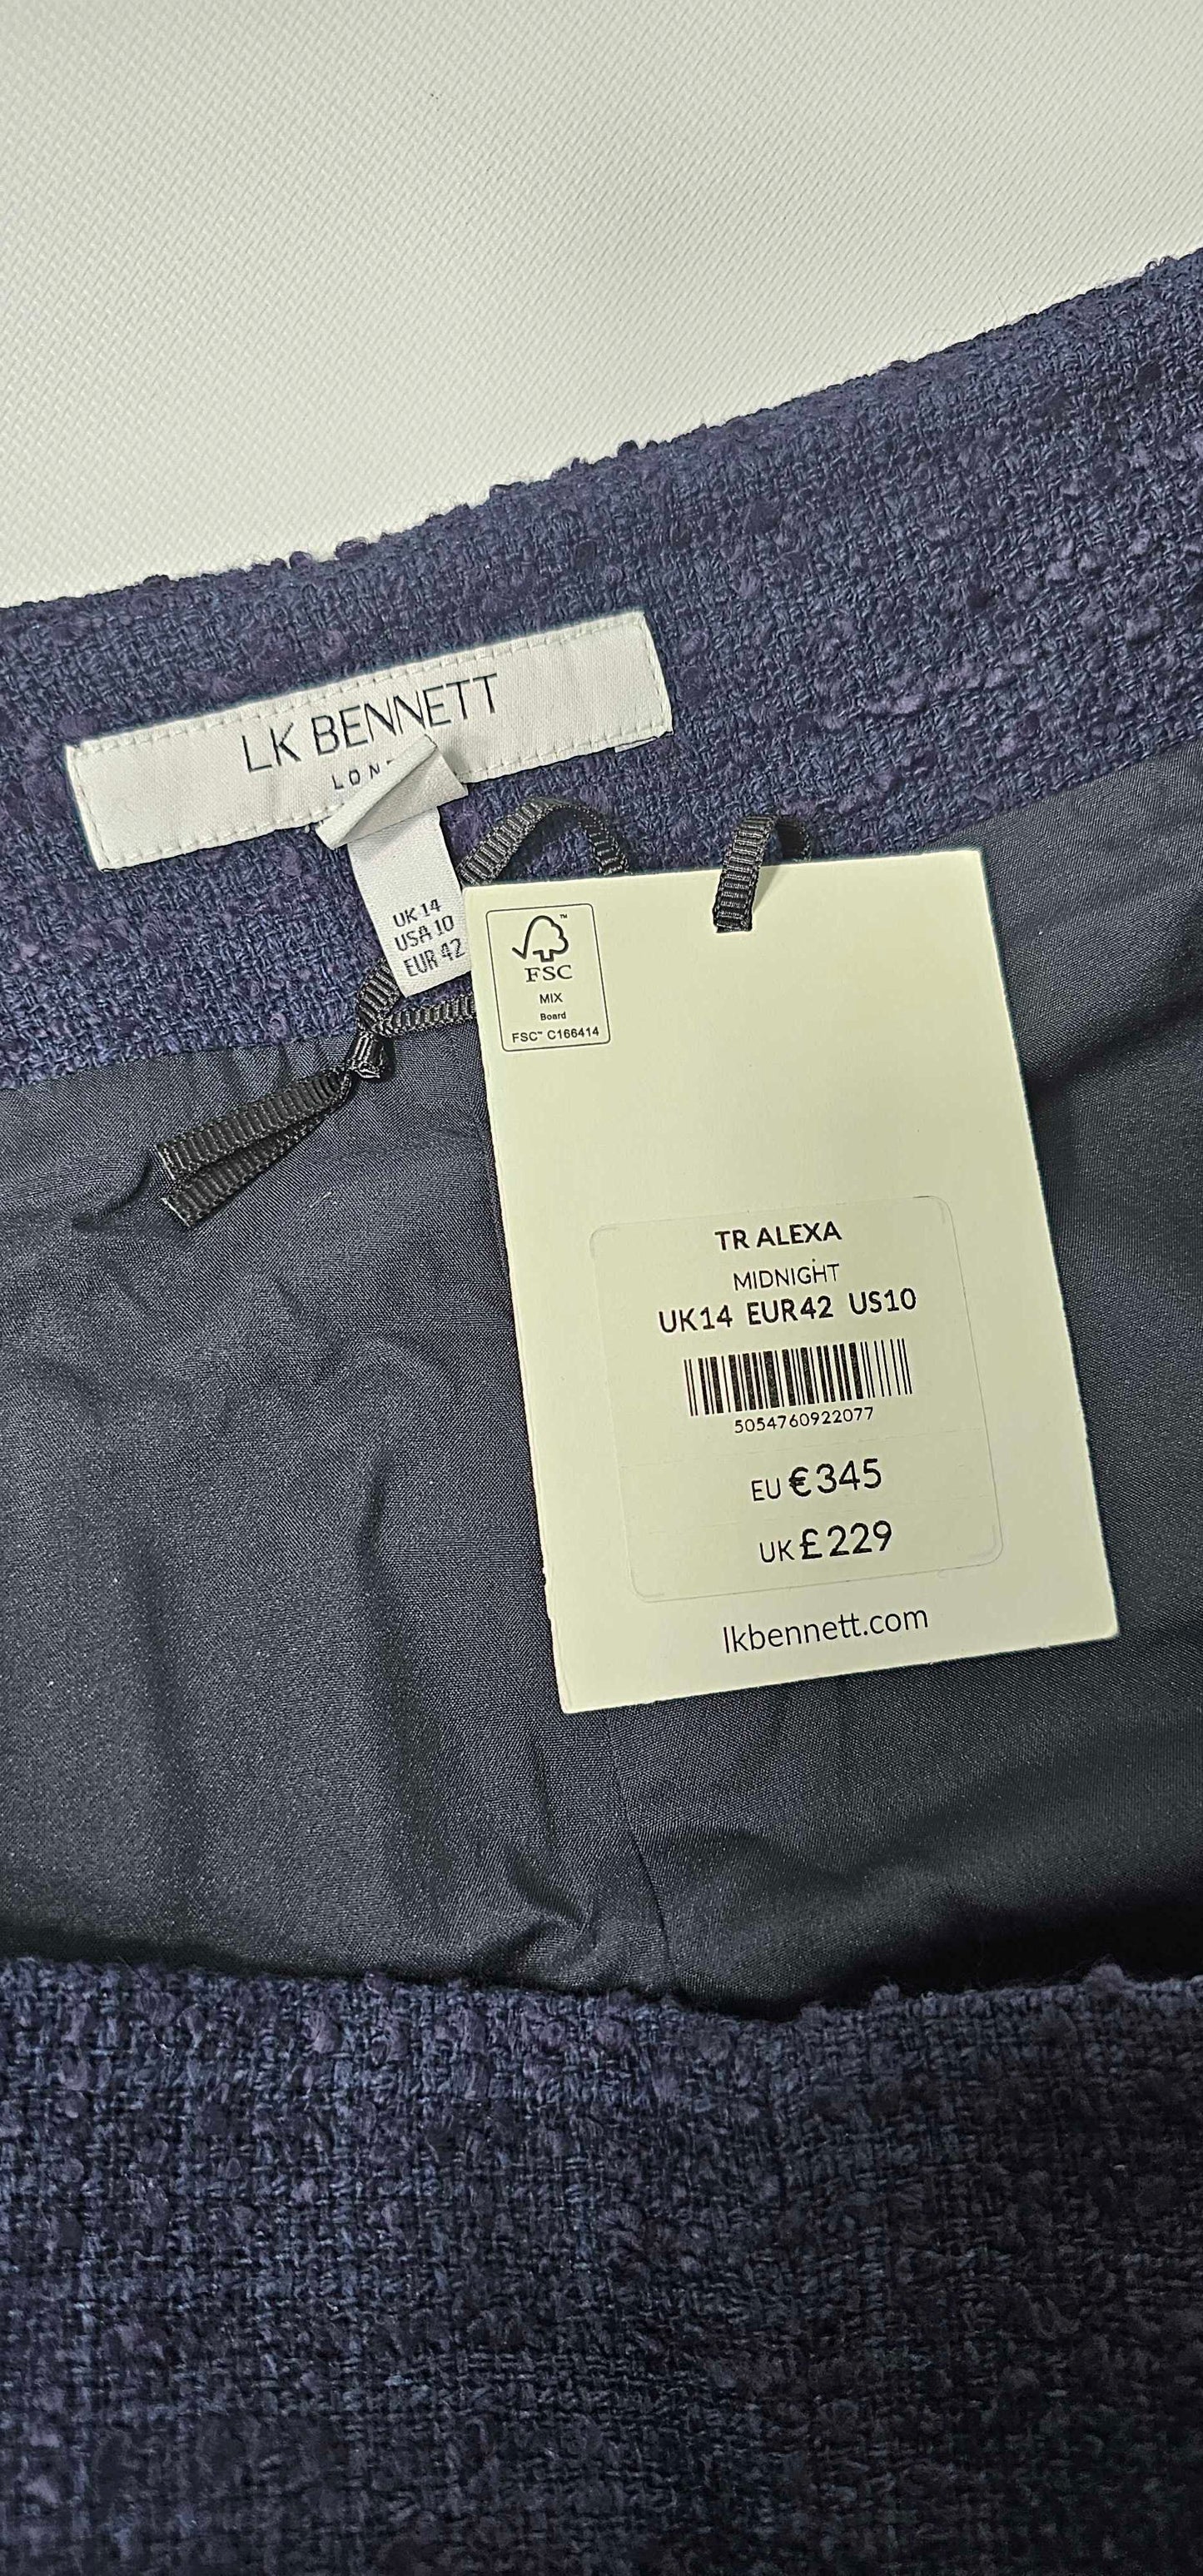 LK BENNETT
LON
UK 14
USA 10
EUR 42
FSC™
MIX
Board
FSC™ C166414
TR ALEXA
MIDNIGHT
UK14 EUR42 US10
5054760922077
EU €345
UK £229
lkbennett.com